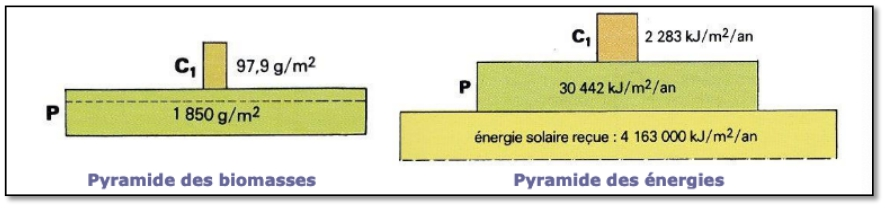 C₁ 97,9 g/m²
P 1 850 g/m²
Pyramide des biomasses
C₁ 2 283 kJ/m²/an
P 30 442 kJ/m²/an
énergie solaire reçue : 4 163 000 kJ/m²/an
Pyramide des énergies